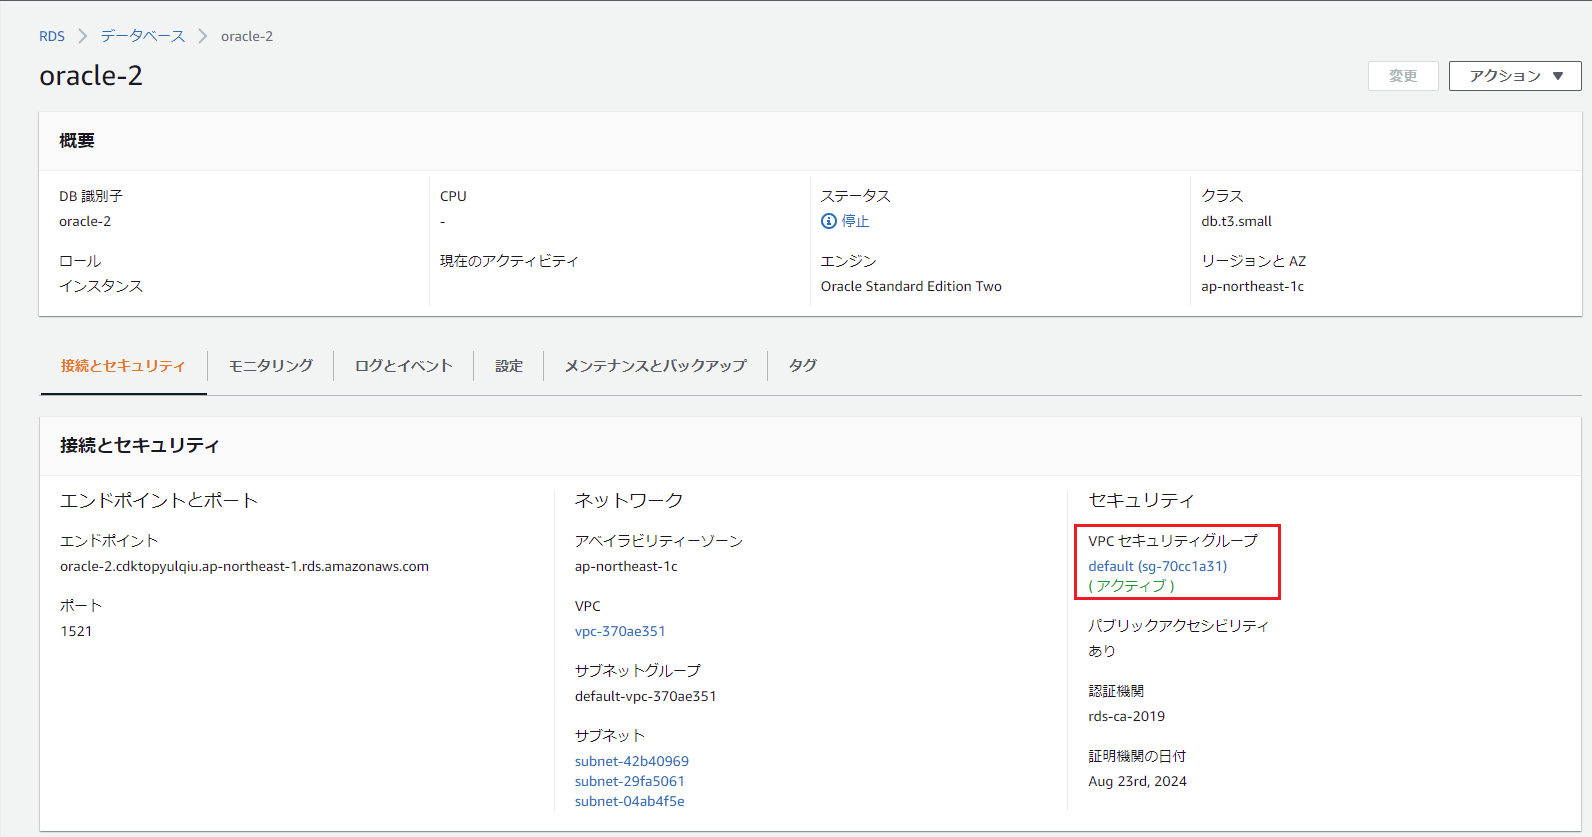 RDS > データベース > oracle-2
oracle-2
変更
アクション ▼
概要
DB 識別子
oracle-2
CPU
-
ステータス
停止
クラス
db.t3.small
ロール
インスタンス
現在のアクティビティ
エンジン
Oracle Standard Edition Two
リージョンと AZ
ap-northeast-1c
接続とセキュリティ
モニタリング
ログとイベント
設定
メンテナンスとバックアップ
タグ
接続とセキュリティ
エンドポイントとポート
エンドポイント
oracle-2.cdktopyulqiu.ap-northeast-1.rds.amazonaws.com
ポート
1521
ネットワーク
アベイラビリティーゾーン
ap-northeast-1c
VPC
vpc-370ae351
サブネットグループ
default-vpc-370ae351
サブネット
subnet-42b40969
subnet-29fa5061
subnet-04ab4f5e
セキュリティ
VPC セキュリティグループ
default (sg-70cc1a31)
( アクティブ )
パブリックアクセシビリティ
あり
認証機関
rds-ca-2019
証明機関の日付
Aug 23rd, 2024